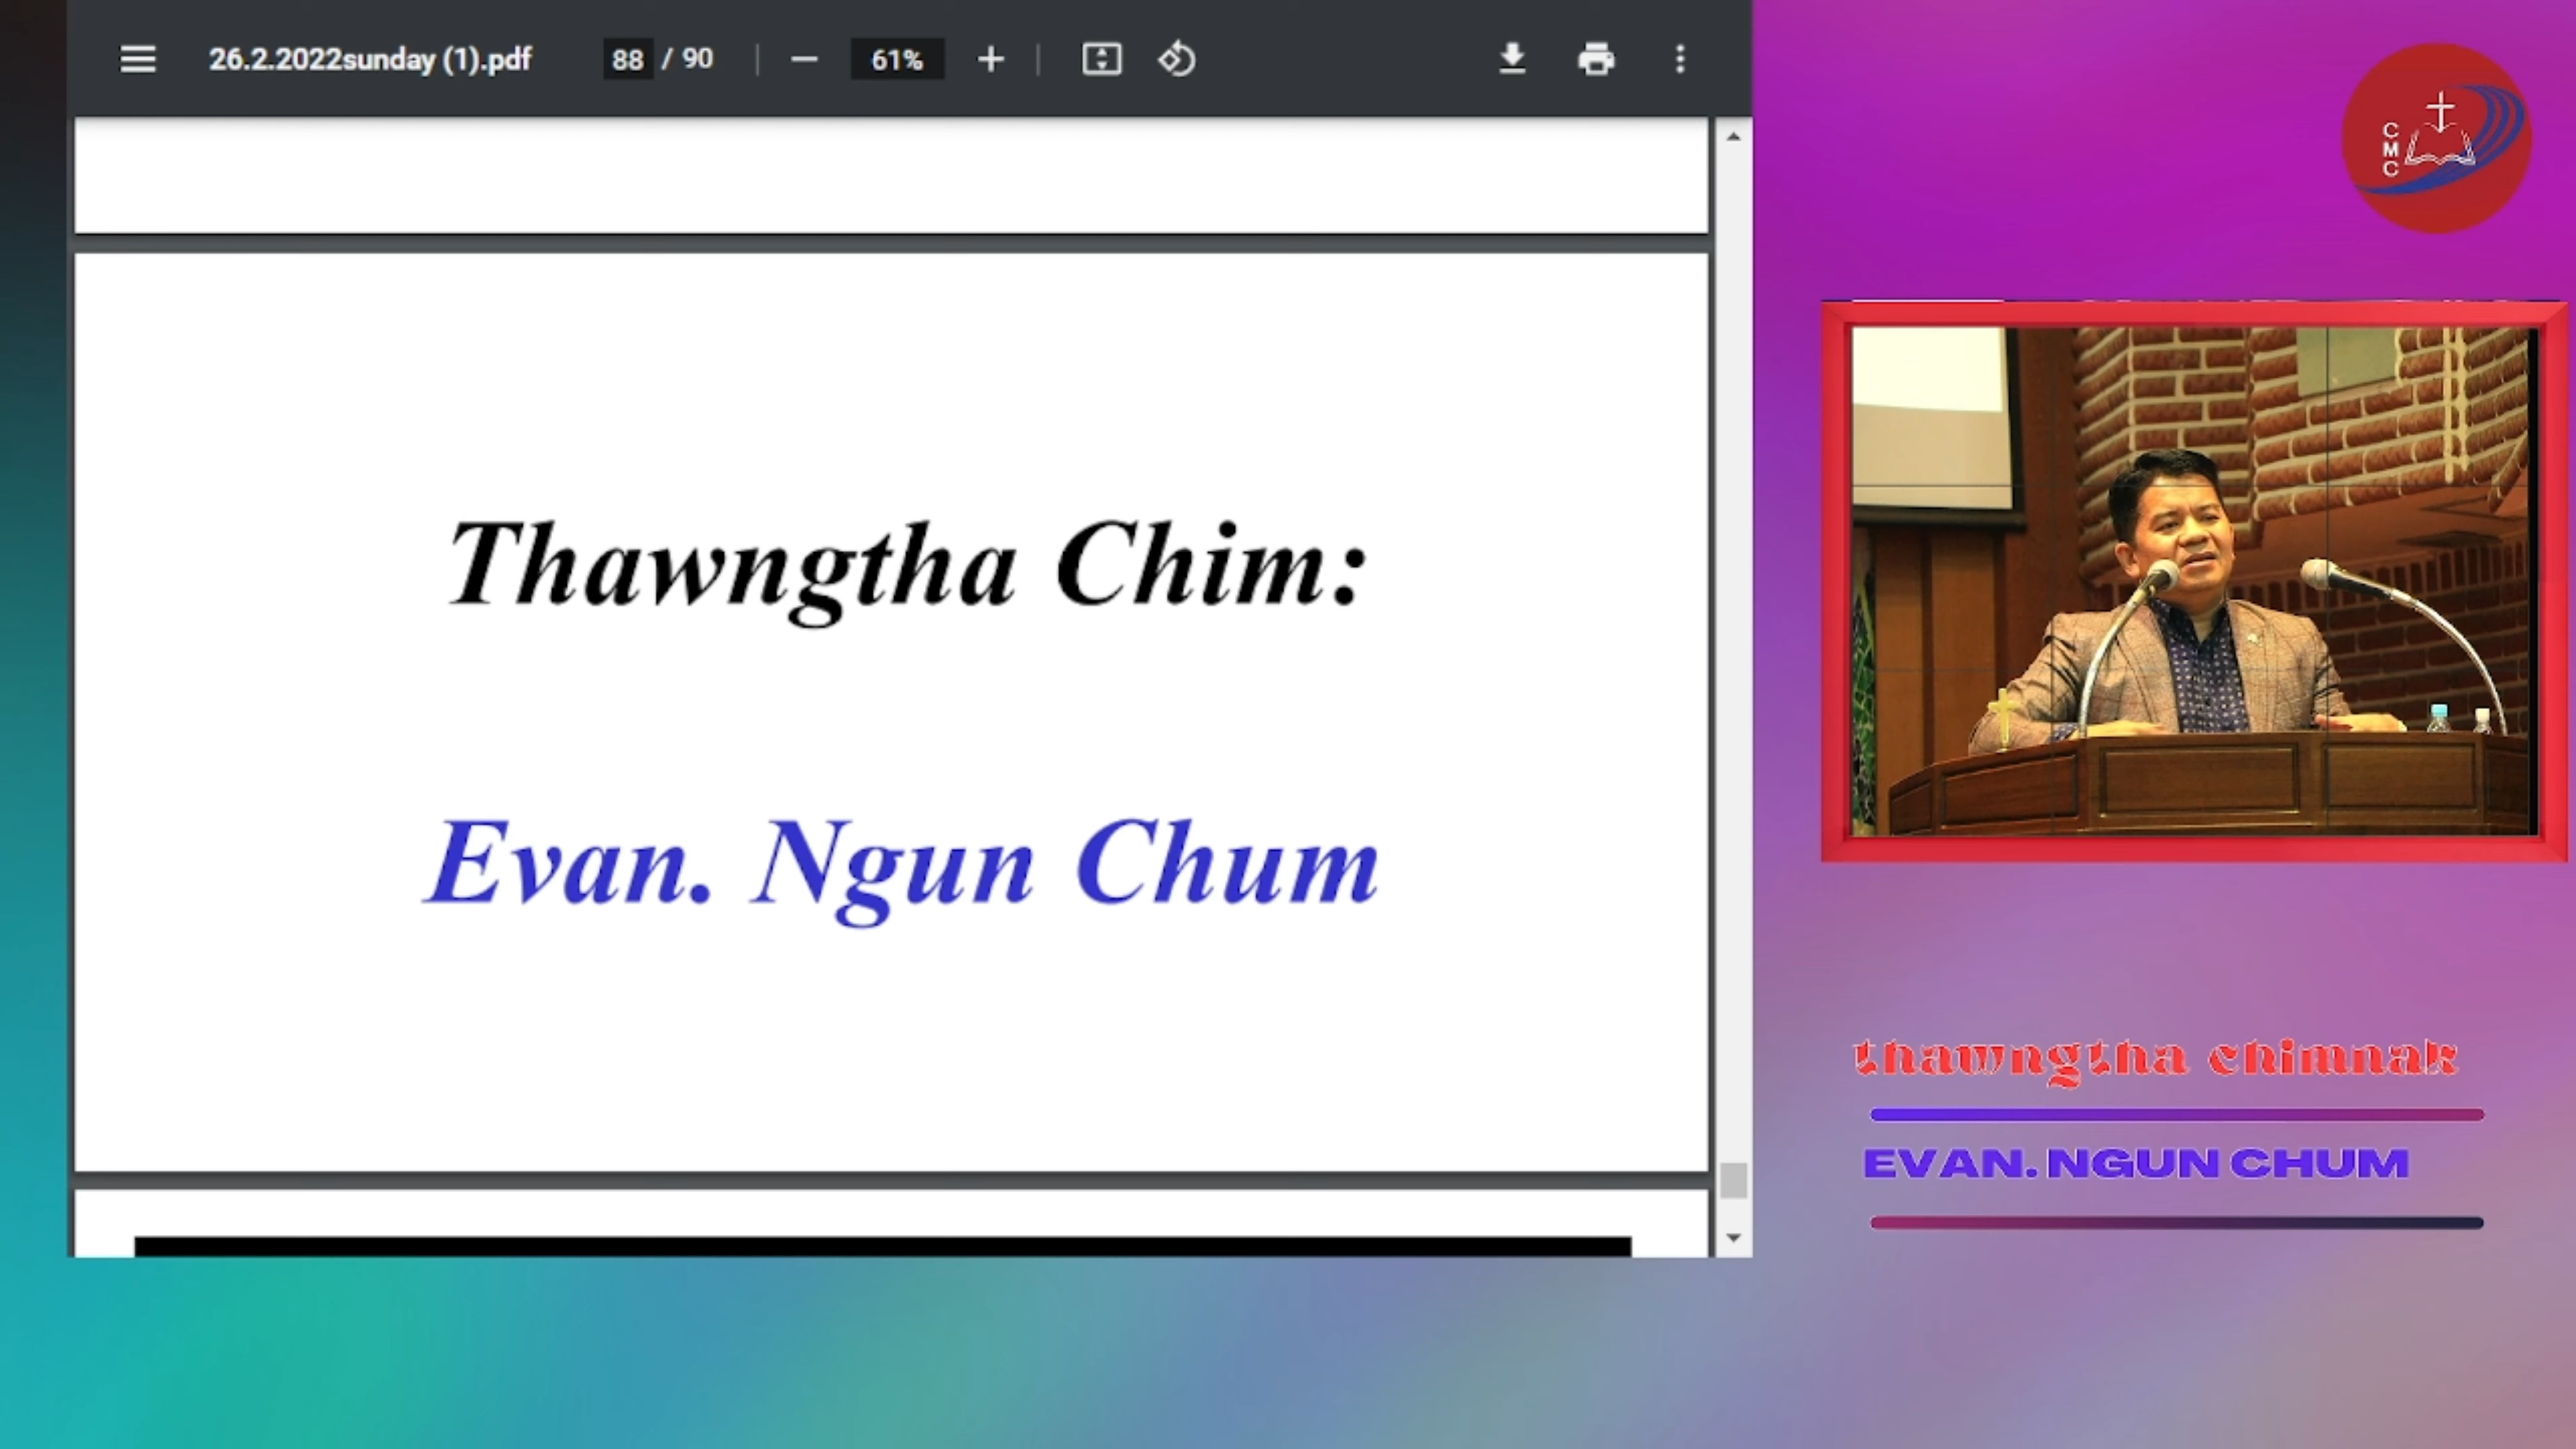 26.2.2022sunday (1).pdf
88 / 90
61%
Thawngtha Chim:
Evan. Ngun Chum
CMC
thawngtha chimnak
EVAN. NGUN CHUM